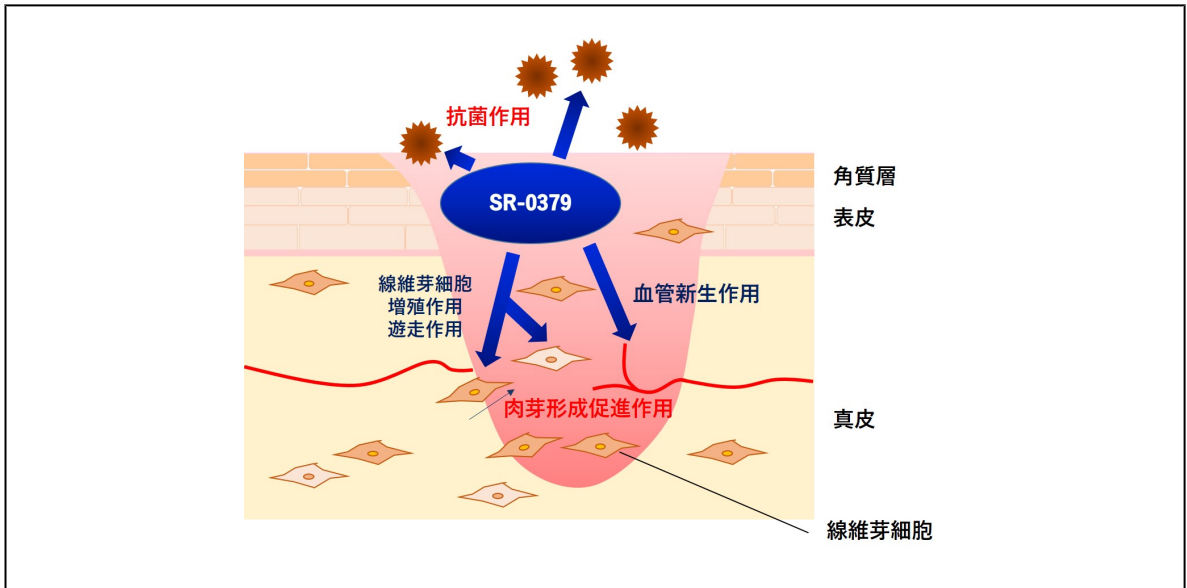 抗菌作用
SR-0379
角質層
表皮
線維芽細胞
増殖作用
遊走作用
血管新生作用
肉芽形成促進作用
真皮
線維芽細胞